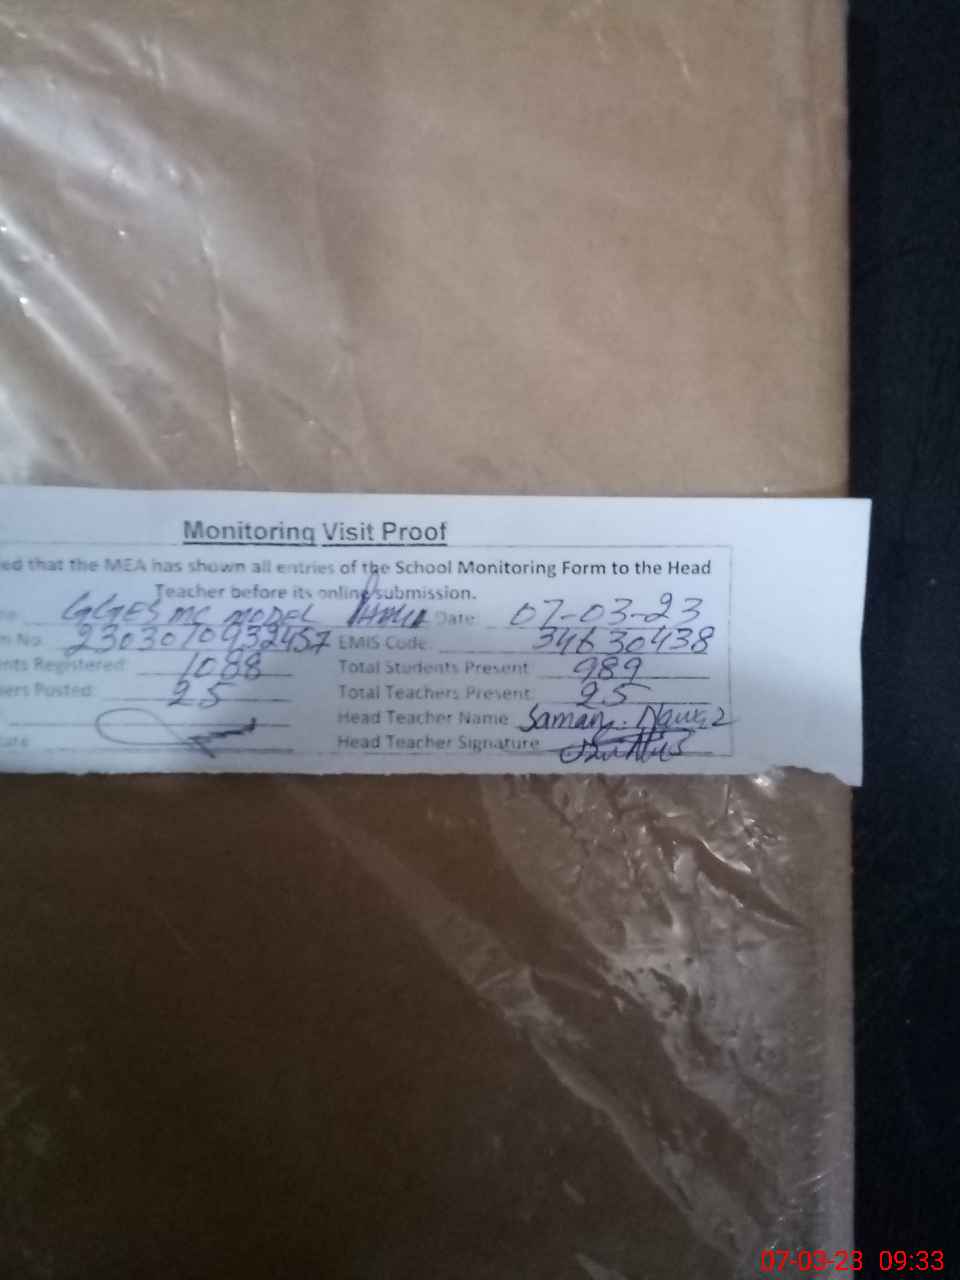 Monitoring Visit Proof
ed that the MEA has shown all entries of the School Monitoring Form to the Head
Teacher before its online submission.
GGES MC MODEL Date: 07-03-23
No. 2303070932457 EMIS Code: 34630438
nts Registered: 1088 Total Students Present: 989
ers Posted: 25 Total Teachers Present: 25
Head Teacher Name
Head Teacher Signature
07-03-23 09:33